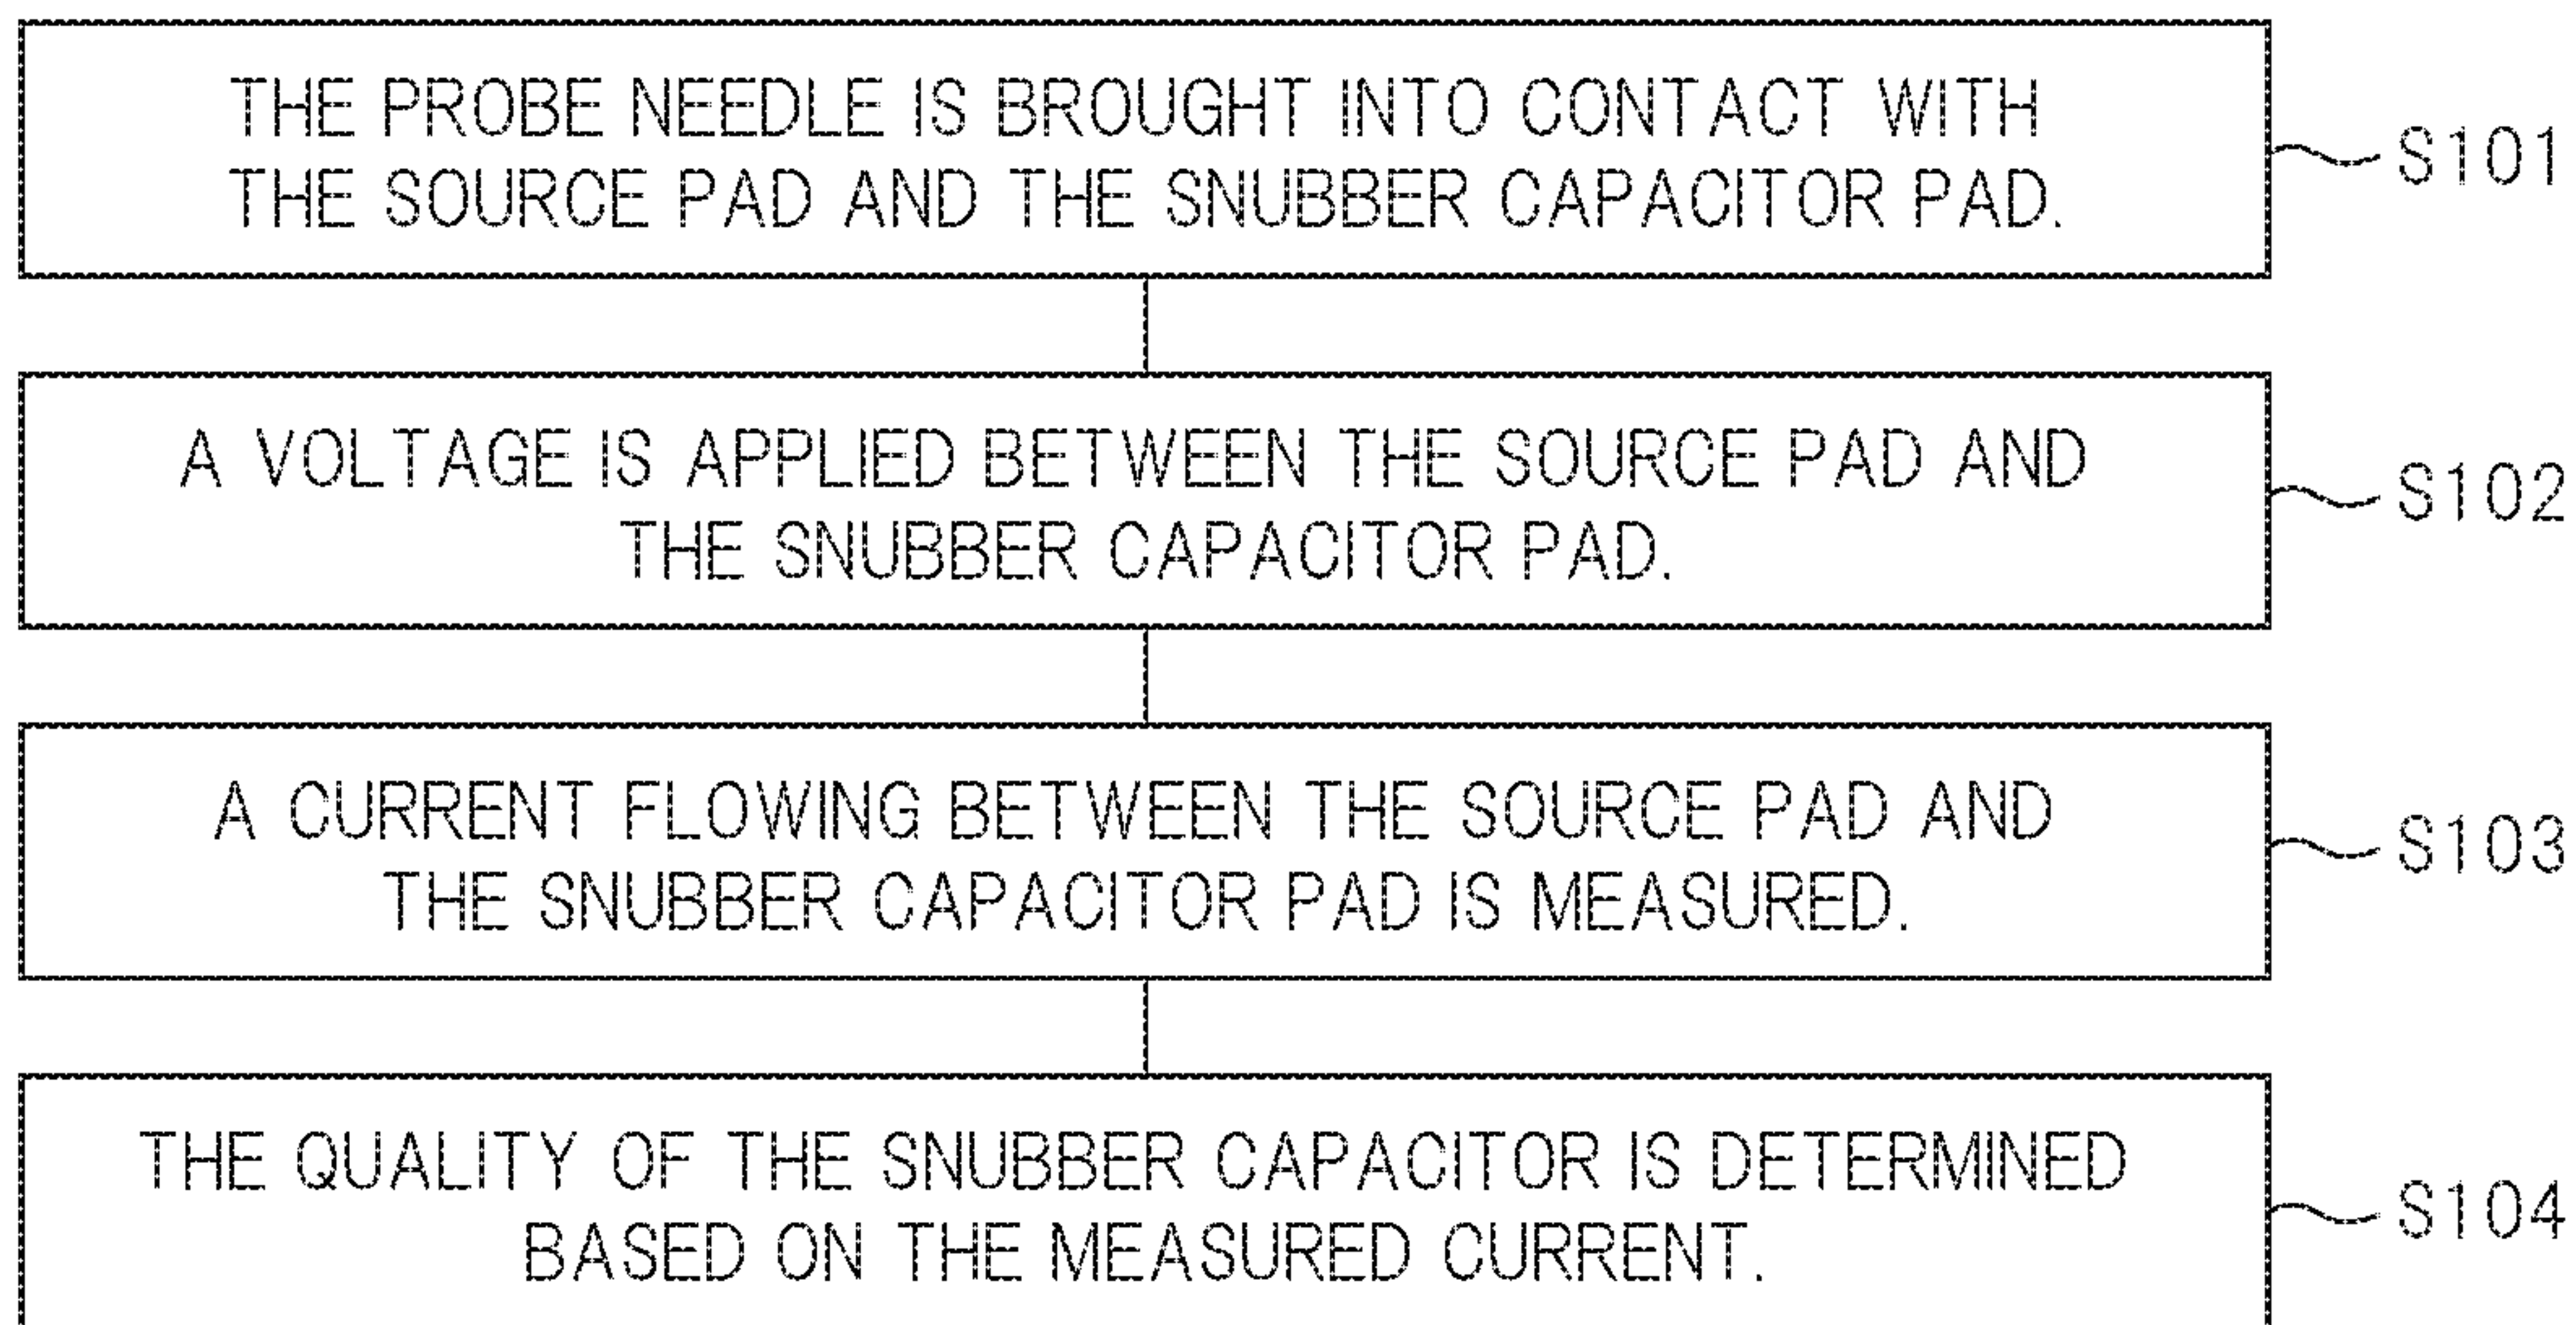 THE PROBE NEEDLE IS BROUGHT INTO CONTACT WITH
THE SOURCE PAD AND THE SNUBBER CAPACITOR PAD.
S101
A VOLTAGE IS APPLIED BETWEEN THE SOURCE PAD AND
THE SNUBBER CAPACITOR PAD.
S102
A CURRENT FLOWING BETWEEN THE SOURCE PAD AND
THE SNUBBER CAPACITOR PAD IS MEASURED.
S103
THE QUALITY OF THE SNUBBER CAPACITOR IS DETERMINED
BASED ON THE MEASURED CURRENT.
S104